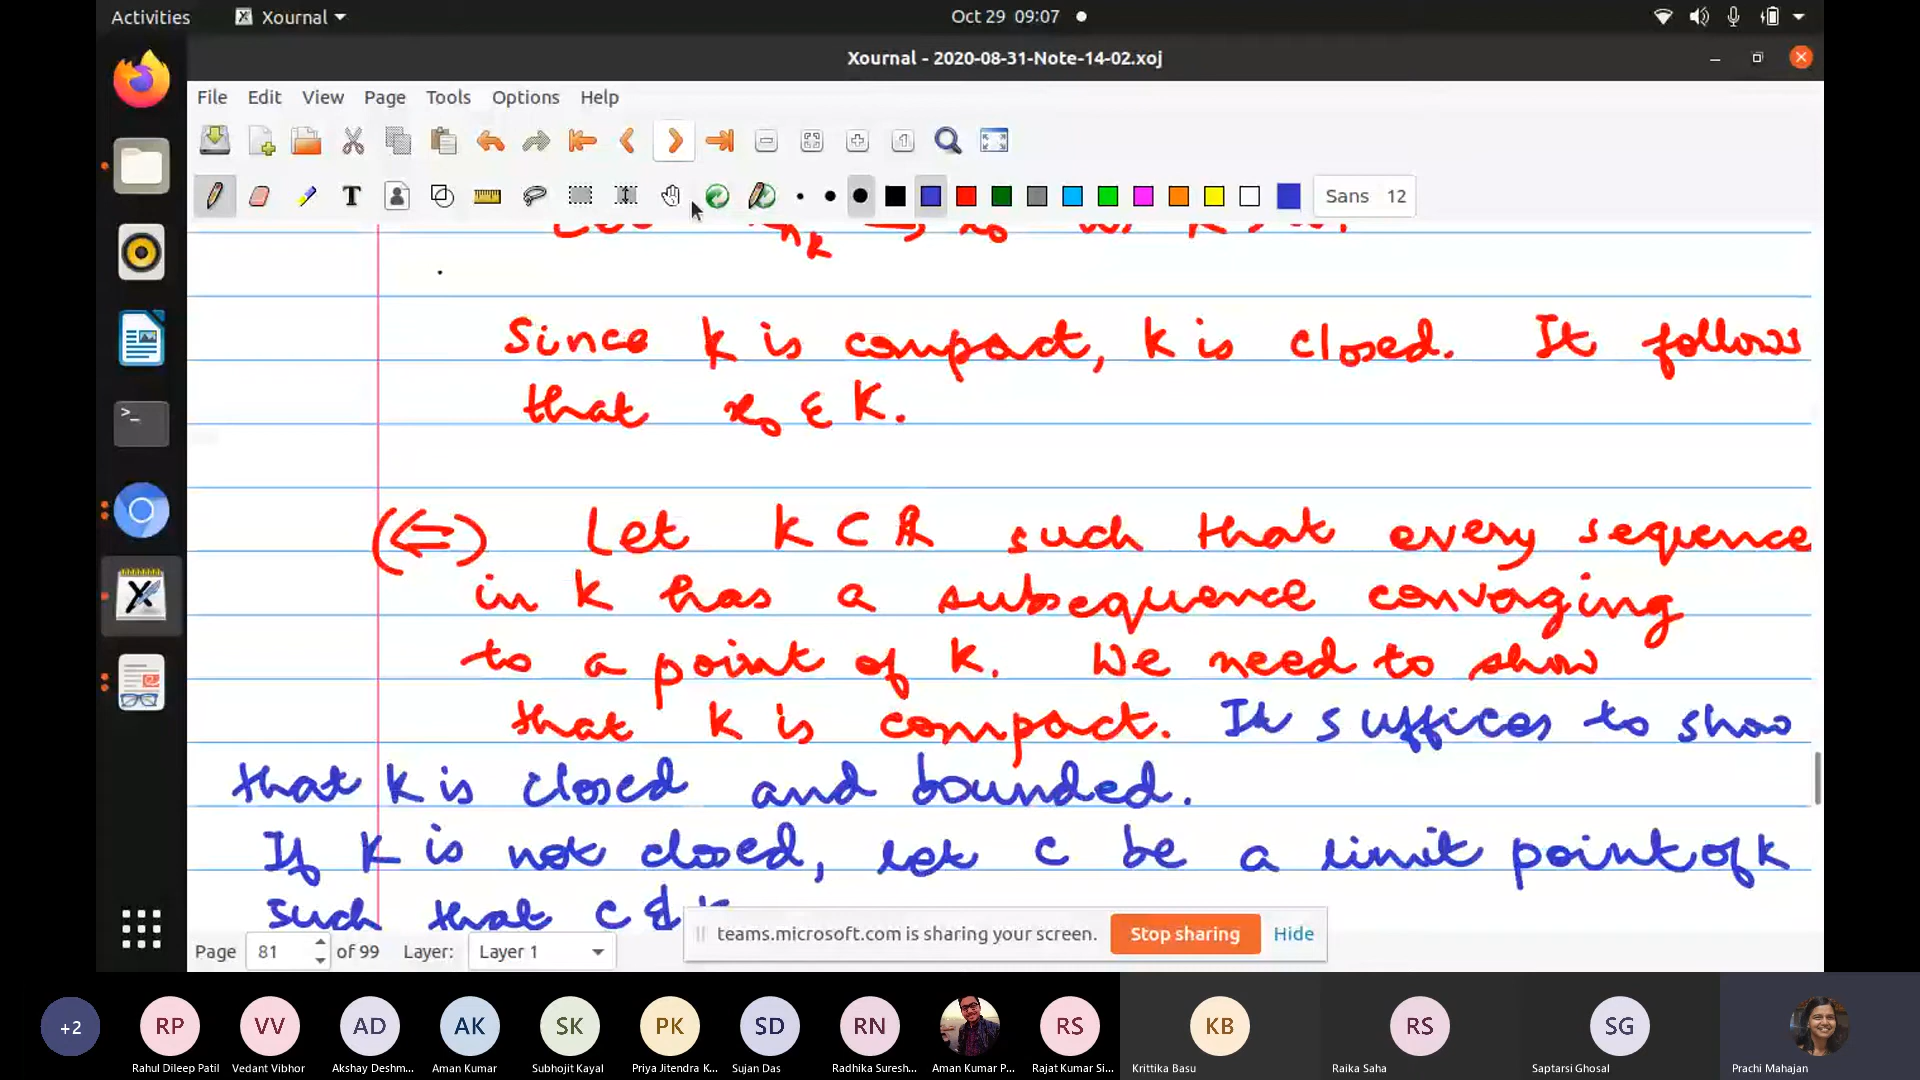 Activities Xournal Oct 29 09:07
Xournal - 2020-08-31-Note-14-02.xoj
File Edit View Page Tools Options Help
Sans 12
Since K is compact, K is closed. It follows
that x₀ ∈ K.
(⇐) Let K ⊂ ℝ such that every sequence
in K has a subsequence converging
to a point of K. We need to show
that K is compact. It suffices to show
that K is closed and bounded.
If K is not closed, let c be a limit point of K
such that c ∉ K
teams.microsoft.com is sharing your screen. Stop sharing Hide
Page 81 of 99 Layer: Layer 1
+2 RP VV AD AK SK PK SD RN RS KB RS SG
Rahul Dileep Patil Vedant Vibhor Akshay Deshm... Aman Kumar Subhojit Kayal Priya Jitendra K... Sujan Das Radhika Suresh... Aman Kumar P... Rajat Kumar Si... Krittika Basu Raika Saha Saptarsi Ghosal Prachi Mahajan